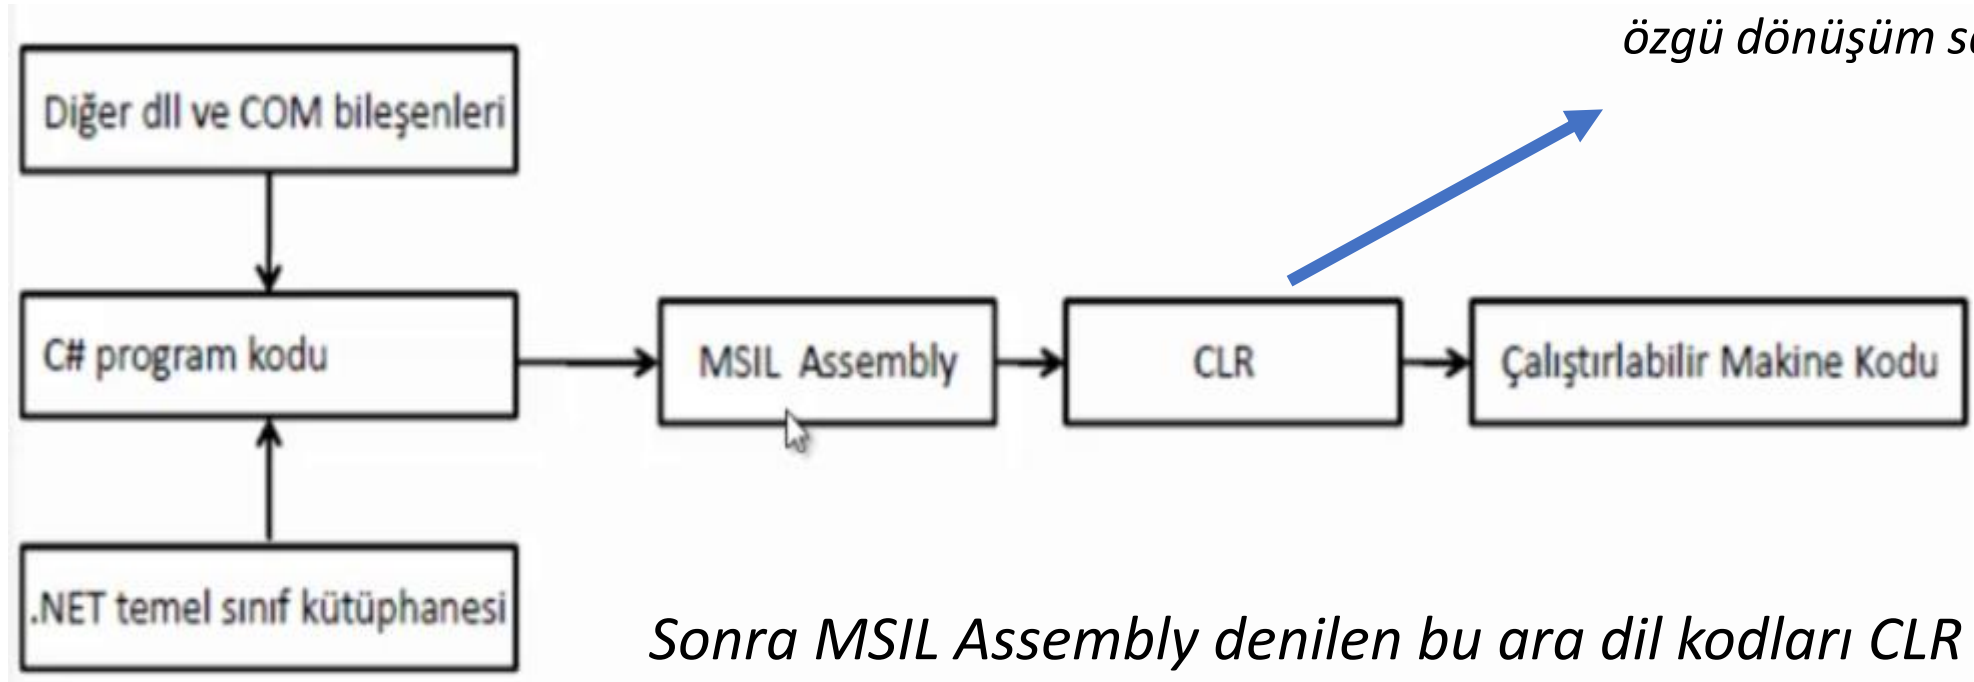 özgü dönüşüm
Diğer dll ve COM bileşenleri
C# program kodu
MSIL Assembly
CLR
Çalıştırlabilir Makine Kodu
.NET temel sınıf kütüphanesi
Sonra MSIL Assembly denilen bu ara dil kodları CLR